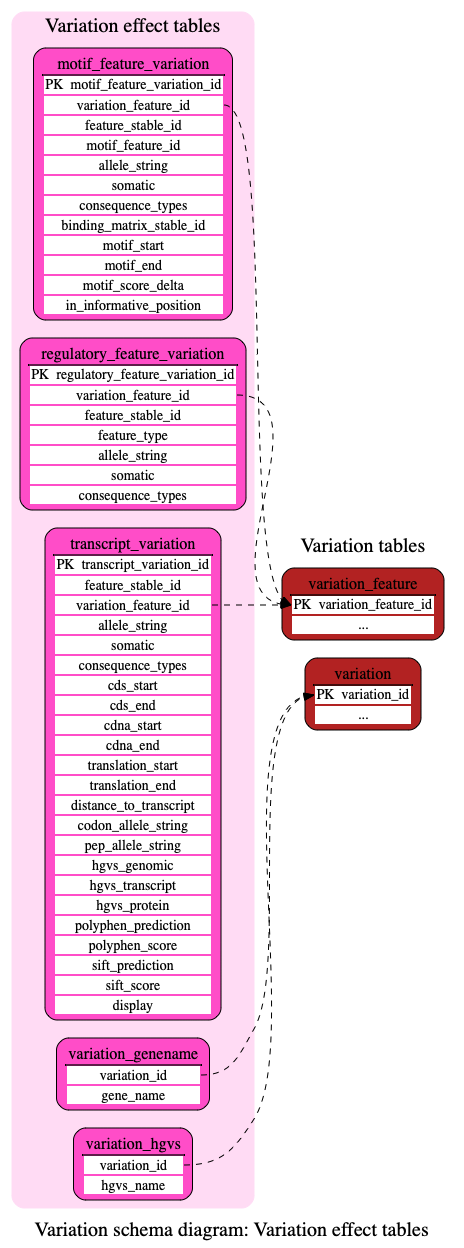 Variation effect tables
motif_feature_variation
PK motif_feature_variation_id
variation_feature_id
feature_stable_id
motif_feature_id
allele_string
somatic
consequence_types
binding_matrix_stable_id
motif_start
motif_end
motif_score_delta
in_informative_position
regulatory_feature_variation
PK regulatory_feature_variation_id
variation_feature_id
feature_stable_id
feature_type
allele_string
somatic
consequence_types
transcript_variation
PK transcript_variation_id
feature_stable_id
variation_feature_id
allele_string
somatic
consequence_types
cds_start
cds_end
cdna_start
cdna_end
translation_start
translation_end
distance_to_transcript
codon_allele_string
pep_allele_string
hgvs_genomic
hgvs_transcript
hgvs_protein
polyphen_prediction
polyphen_score
sift_prediction
sift_score
display
variation_genename
variation_id
gene_name
variation_hgvs
variation_id
hgvs_name
Variation tables
variation_feature
PK variation_feature_id
...
variation
PK variation_id
...
Variation schema diagram: Variation effect tables